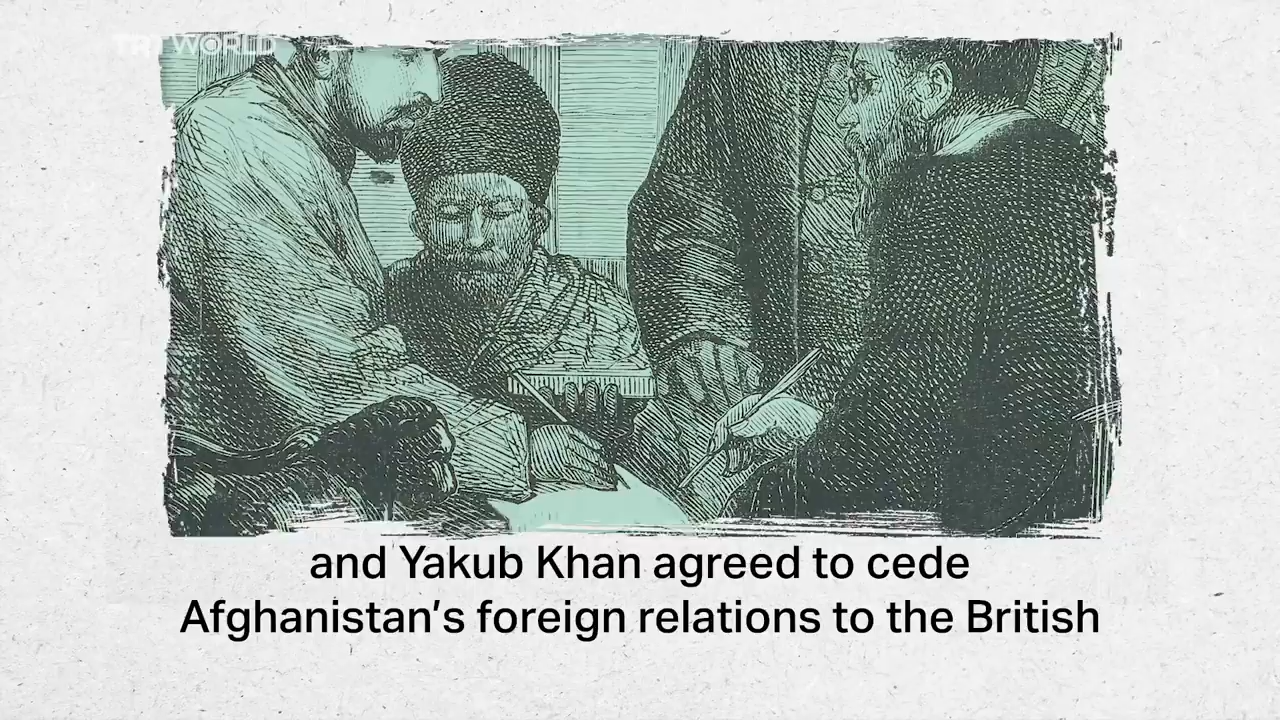 TRT WORLD
and Yakub Khan agreed to cede
Afghanistan’s foreign relations to the British